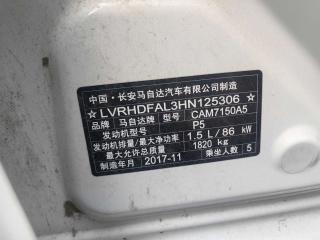 中国·长安马自达汽车有限公司制造
★LVRHDFAL3HN125306★
品牌 马自达牌 型号 CAM7150A5
发动机型号 P5
发动机排量/最大净功率 1.5 L/86 kW
最大允许总质量 1820 kg
制造年月 2017-11 乘坐人数 5